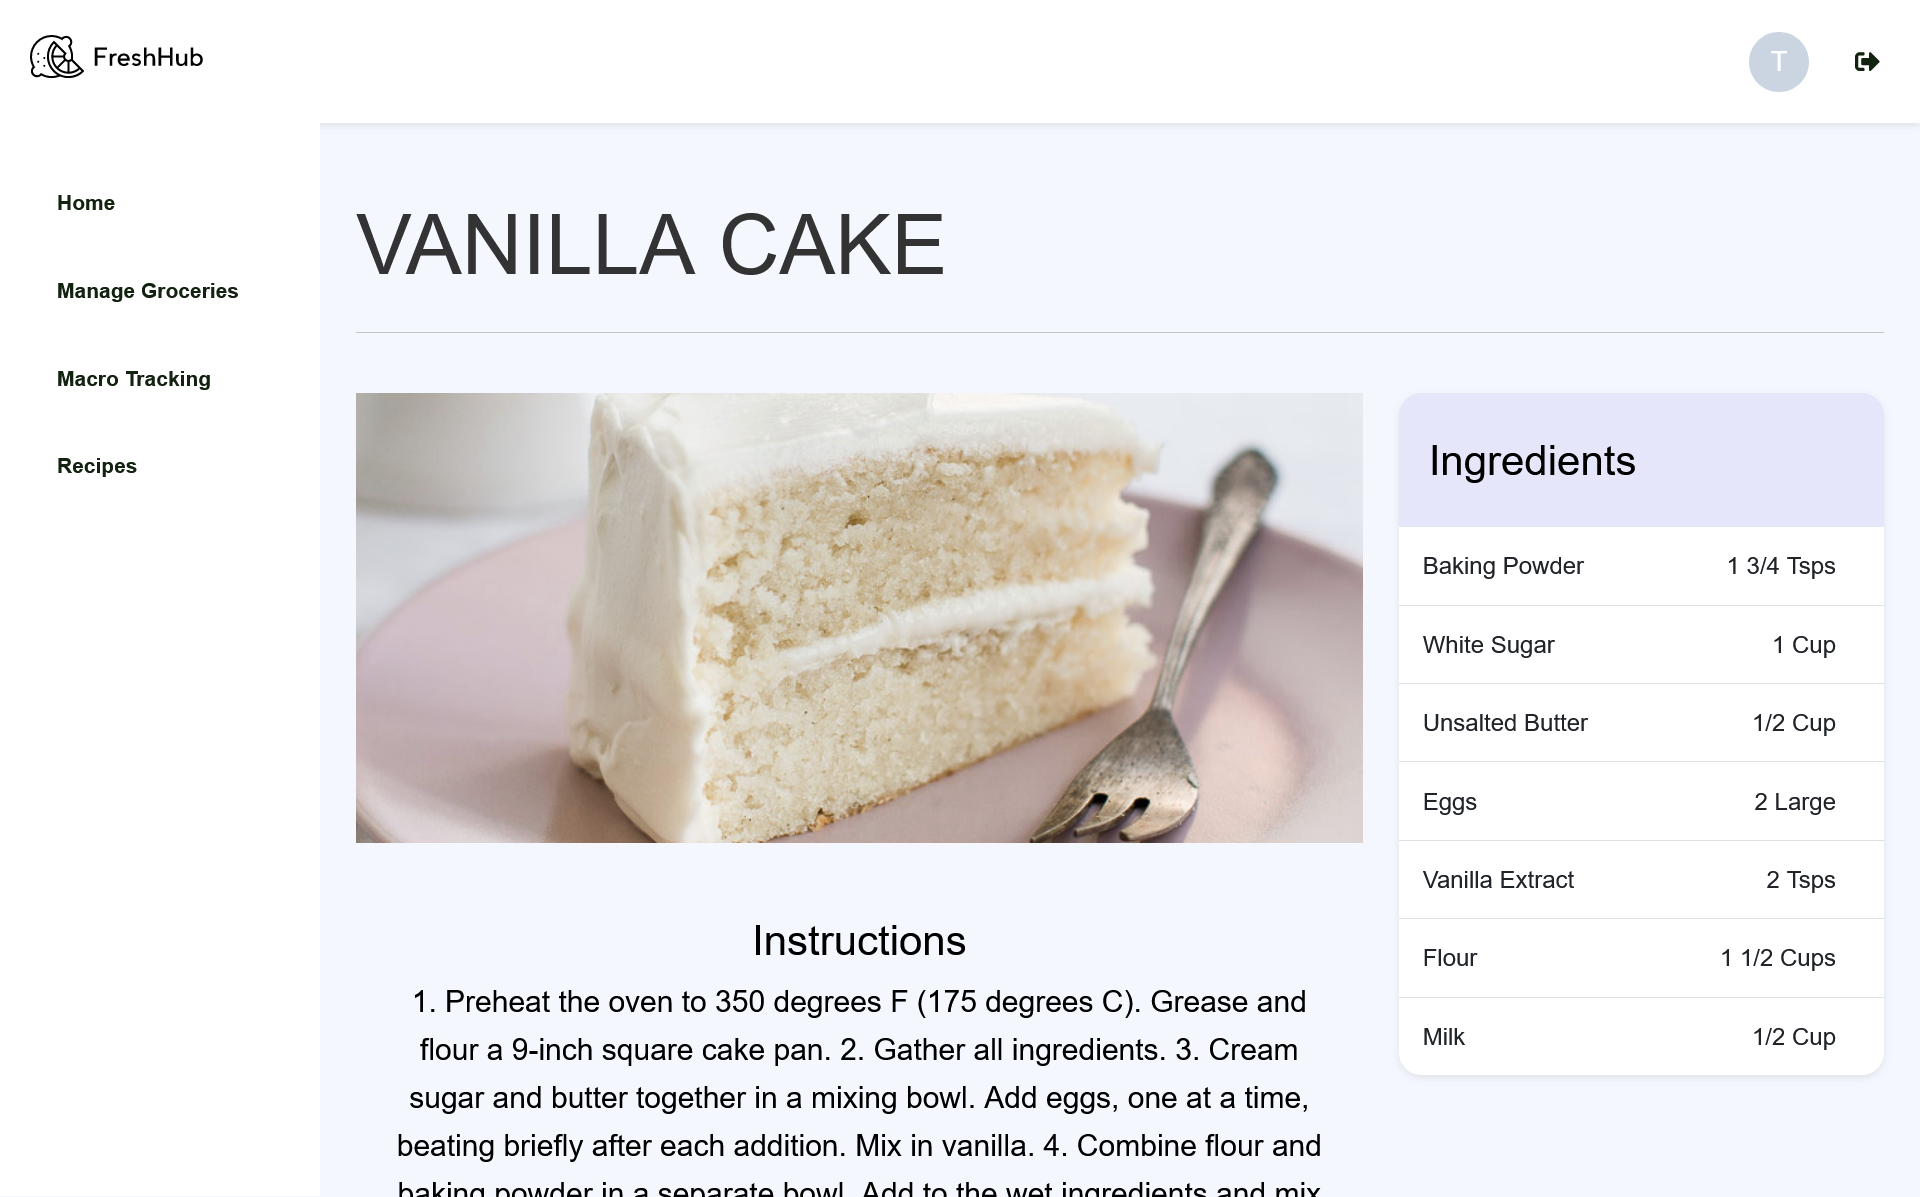 FreshHub
T
Home
Manage Groceries
Macro Tracking
Recipes
VANILLA CAKE
Ingredients
Baking Powder 1 3/4 Tsps
White Sugar 1 Cup
Unsalted Butter 1/2 Cup
Eggs 2 Large
Vanilla Extract 2 Tsps
Flour 1 1/2 Cups
Milk 1/2 Cup
Instructions
1. Preheat the oven to 350 degrees F (175 degrees C). Grease and
flour a 9-inch square cake pan. 2. Gather all ingredients. 3. Cream
sugar and butter together in a mixing bowl. Add eggs, one at a time,
beating briefly after each addition. Mix in vanilla. 4. Combine flour and
baking powder in a separate bowl. Add to the wet ingredients and mix